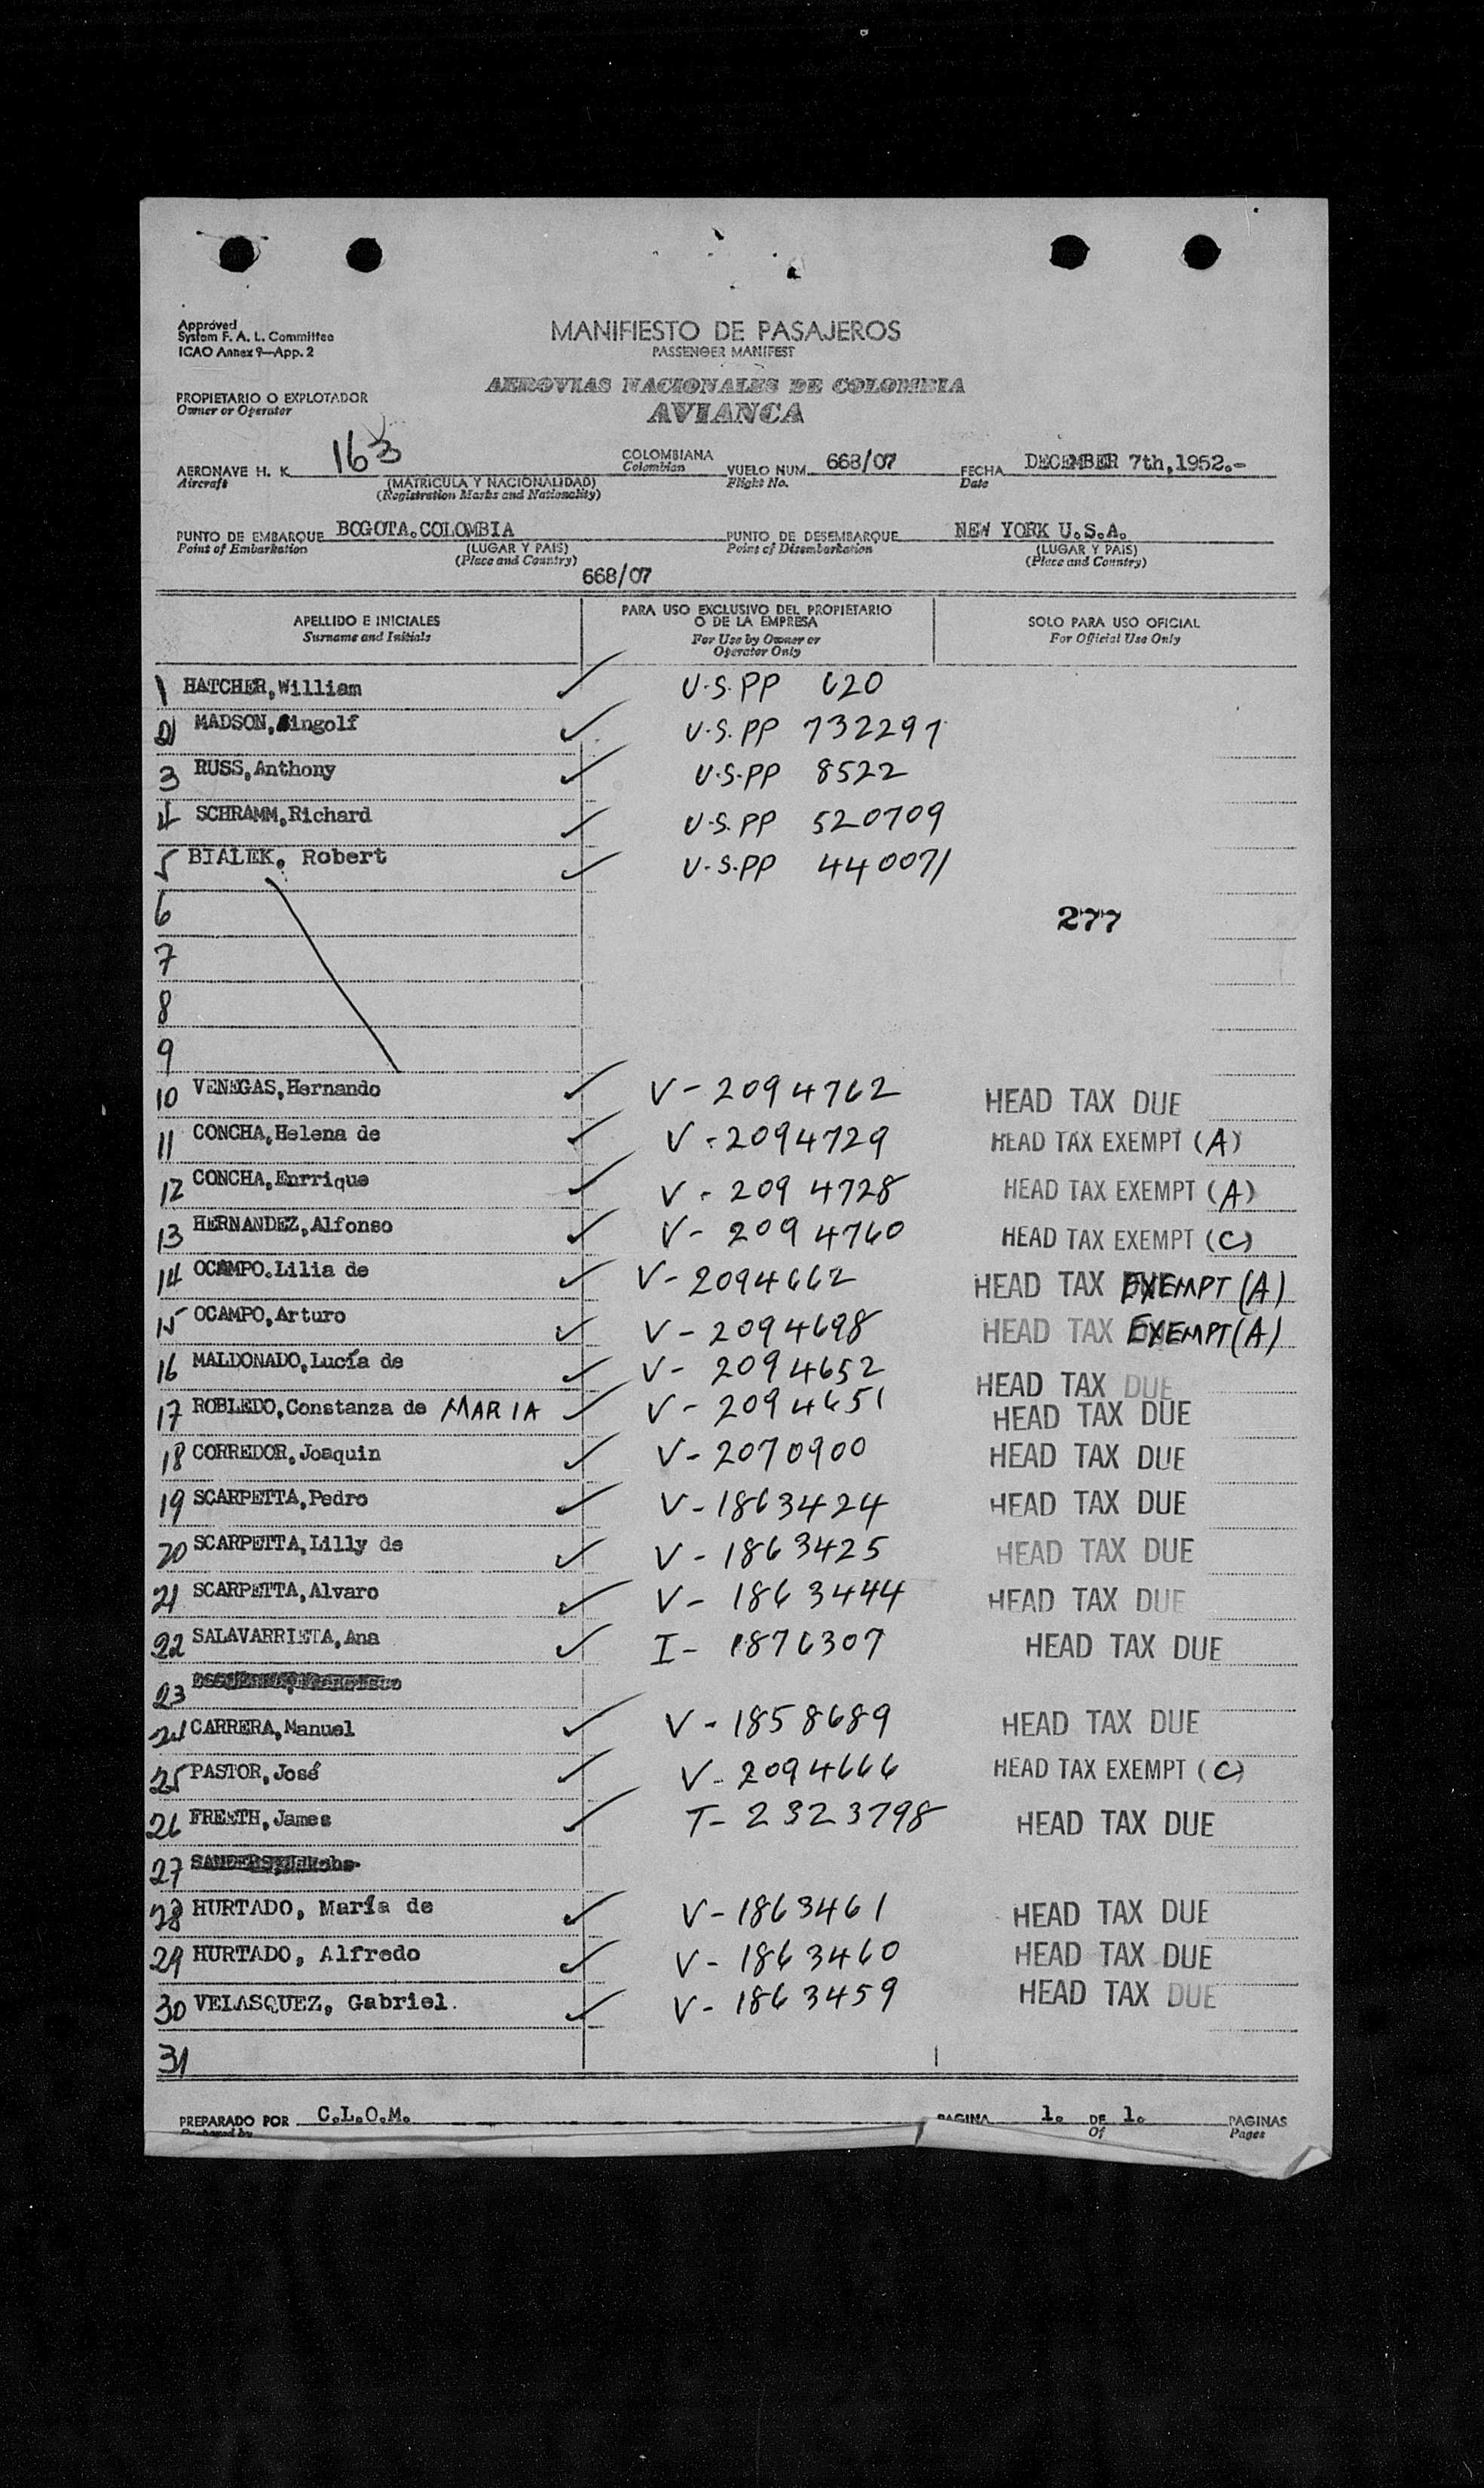 Approved
System F. A. L. Committee
ICAO Annex 9—App. 2
MANIFIESTO DE PASAJEROS
PASSENGER MANIFEST
AEROVIAS NACIONALES DE COLOMBIA
AVIANCA
PROPIETARIO O EXPLOTADOR
Owner or Operator
AERONAVE H. K. 163 COLOMBIANA VUELO NUM. 668/07 FECHA DECEMBER 7th,1952.-
Aircraft (MATRICULA Y NACIONALIDAD) Colombian Flight No. Date
(Registration Marks and Nationality)
PUNTO DE EMBARQUE BOGOTA.COLOMBIA PUNTO DE DESEMBARQUE NEW YORK U.S.A.
Point of Embarkation (LUGAR Y PAIS) Point of Disembarkation (LUGAR Y PAIS)
(Place and Country) (Place and Country)
668/07
APELLIDO E INICIALES PARA USO EXCLUSIVO DEL PROPIETARIO O DE LA EMPRESA SOLO PARA USO OFICIAL
Surname and Initials For Use by Owner or Operator Only For Official Use Only
1 HATCHER,William ✓ U.S.PP 620
2 MADSON, ingolf ✓ U.S.PP 732297
3 RUSS,Anthony ✓ U.S.PP 8522
4 SCHRAMM,Richard ✓ U.S.PP 520709
5 BIALEK, Robert ✓ U.S.PP 440071
6 277
7
8
9
10 VENEGAS,Hernando ✓ V-2094762 HEAD TAX DUE
11 CONCHA,Helena de ✓ V-2094729 HEAD TAX EXEMPT (A)
12 CONCHA,Enrrique ✓ V-2094728 HEAD TAX EXEMPT (A)
13 HERNANDEZ,Alfonso ✓ V-2094760 HEAD TAX EXEMPT (C)
14 OCAMPO.Lilia de ✓ V-2094662 HEAD TAX EXEMPT (A)
15 OCAMPO,Arturo ✓ V-2094698 HEAD TAX EXEMPT (A)
16 MALDONADO,Lucía de ✓ V-2094652 HEAD TAX DUE
17 ROBLEDO,Constanza de MARIA ✓ V-2094651 HEAD TAX DUE
18 CORREDOR,Joaquin ✓ V-2070900 HEAD TAX DUE
19 SCARPETTA,Pedro ✓ V-1863424 HEAD TAX DUE
20 SCARPETTA,Lilly de ✓ V-1863425 HEAD TAX DUE
21 SCARPETTA,Alvaro ✓ V-1863444 HEAD TAX DUE
22 SALAVARRIETA,Ana ✓ I-1876307 HEAD TAX DUE
23
24 CARRERA,Manuel ✓ V-1858689 HEAD TAX DUE
25 PASTOR,José ✓ V-2094666 HEAD TAX EXEMPT (C)
26 FREETH,James ✓ T-2323798 HEAD TAX DUE
27
28 HURTADO, María de ✓ V-1863461 HEAD TAX DUE
29 HURTADO, Alfredo ✓ V-1863460 HEAD TAX DUE
30 VELASQUEZ, Gabriel. ✓ V-1863459 HEAD TAX DUE
31
PREPARADO POR C.L.O.M. PAGINA 1. DE 1. PAGINAS
Prepared by Of Pages